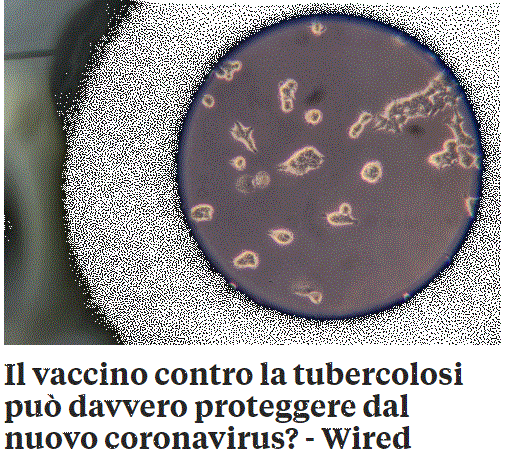 Il vaccino contro la tubercolosi
può davvero proteggere dal
nuovo coronavirus? - Wired